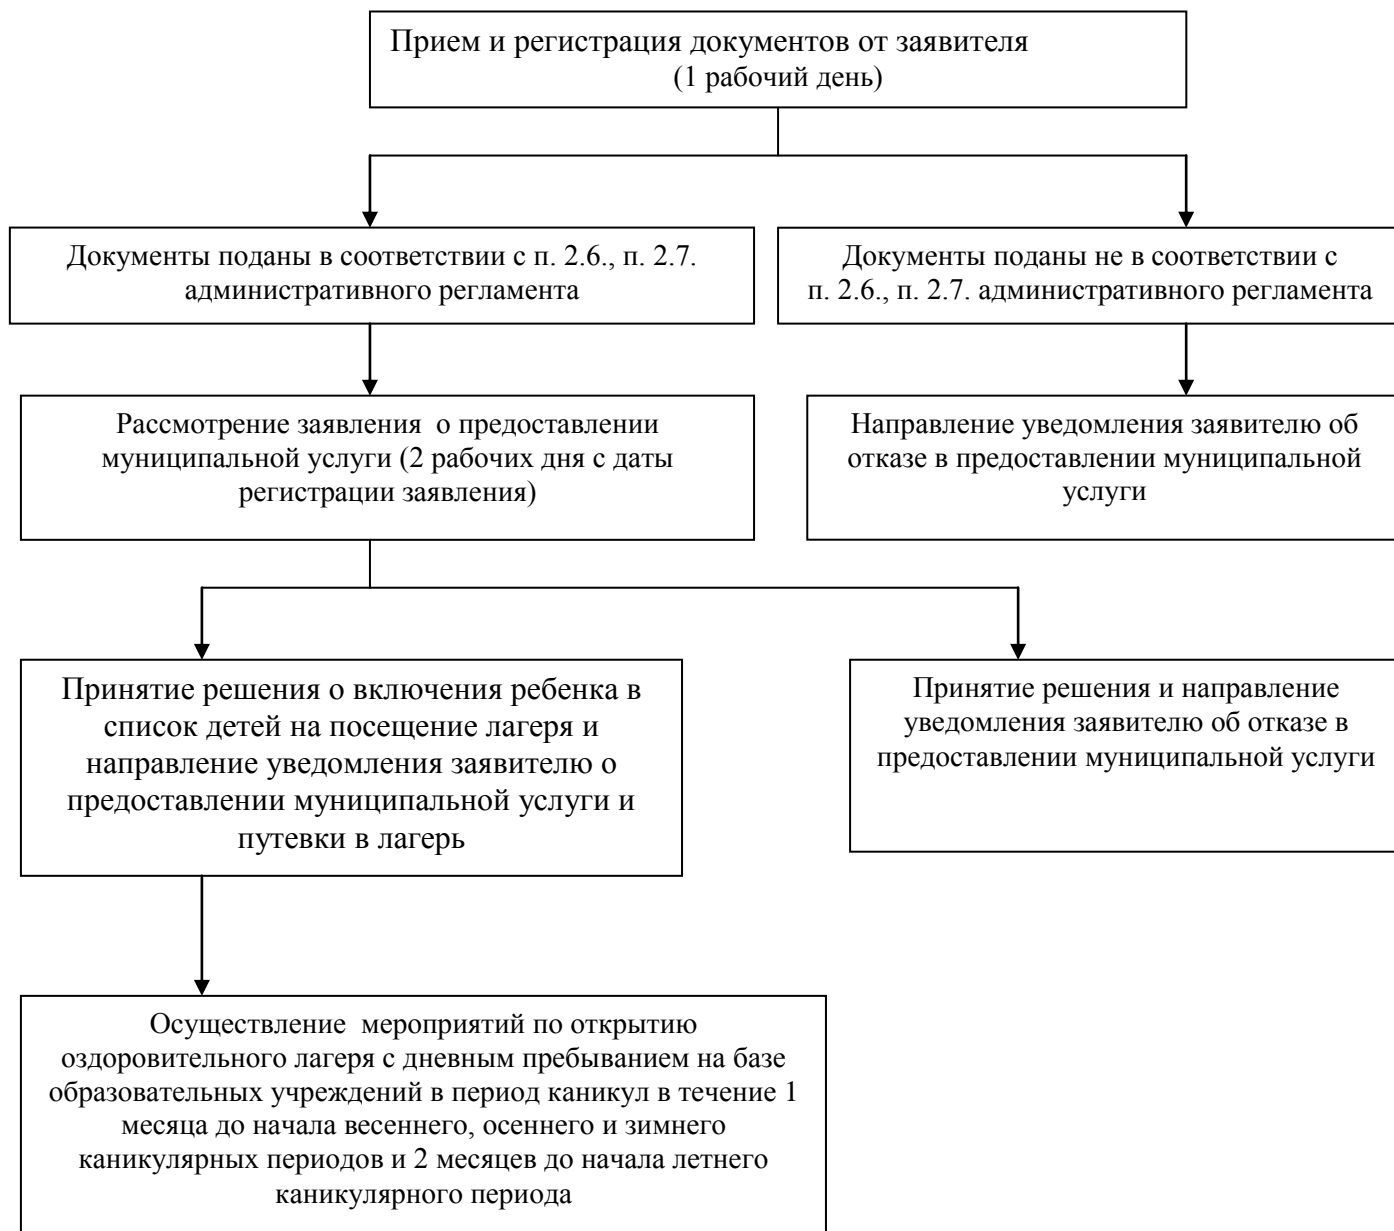 Прием и регистрация документов от заявителя
(1 рабочий день)
Документы поданы в соответствии с п. 2.6., п. 2.7.
административного регламента
Документы поданы не в соответствии с
п. 2.6., п. 2.7. административного регламента
Рассмотрение заявления о предоставлении
муниципальной услуги (2 рабочих дня с даты
регистрации заявления)
Направление уведомления заявителю об
отказе в предоставлении муниципальной
услуги
Принятие решения о включения ребенка в
список детей на посещение лагеря и
направление уведомления заявителю о
предоставлении муниципальной услуги и
путевки в лагерь
Принятие решения и направление
уведомления заявителю об отказе в
предоставлении муниципальной услуги
Осуществление мероприятий по открытию
оздоровительного лагеря с дневным пребыванием на базе
образовательных учреждений в период каникул в течение 1
месяца до начала весеннего, осеннего и зимнего
каникулярных периодов и 2 месяцев до начала летнего
каникулярного периода